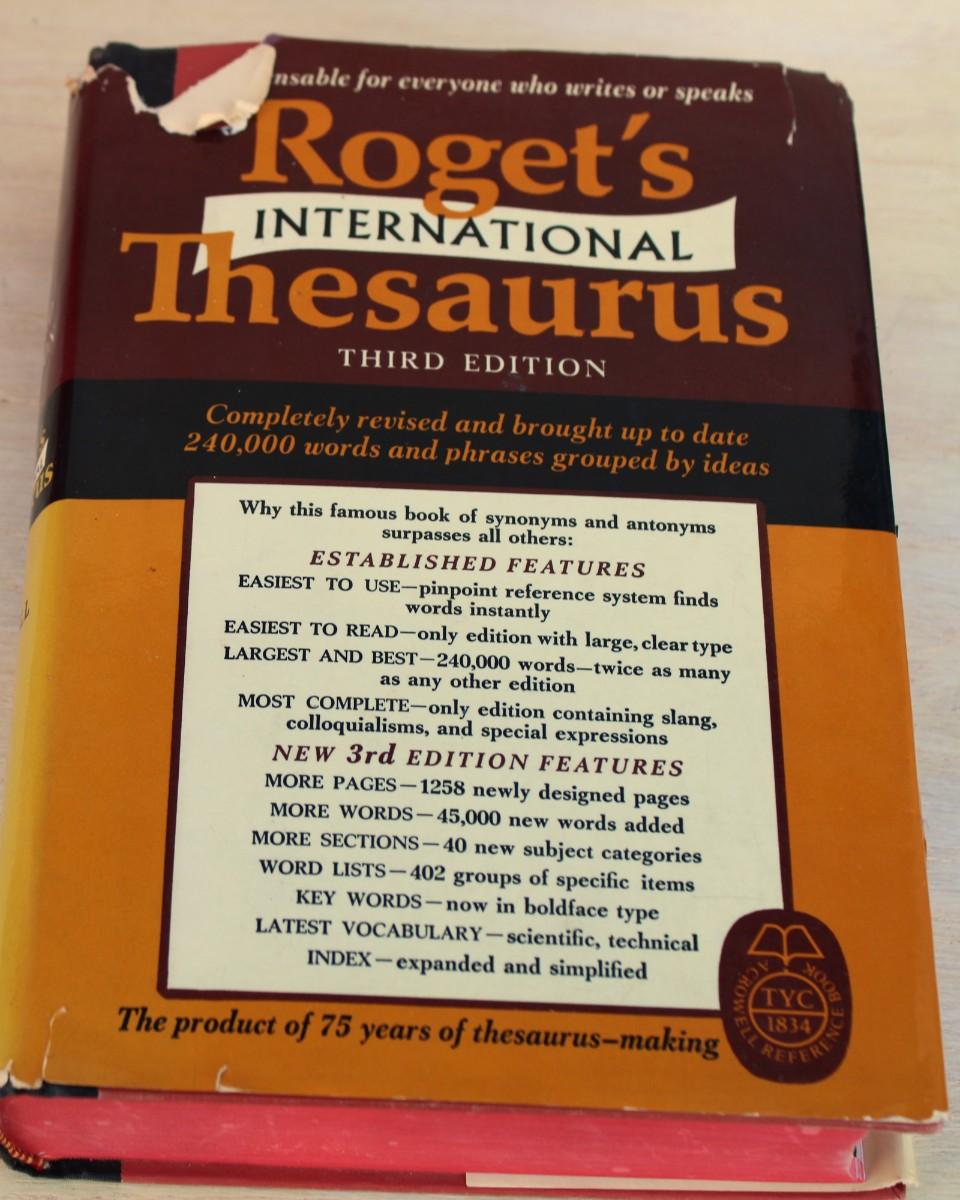 nsable for everyone who writes or speaks
Roget's
INTERNATIONAL
Thesaurus
THIRD EDITION
Completely revised and brought up to date
240,000 words and phrases grouped by ideas
Why this famous book of synonyms and antonyms
surpasses all others:
ESTABLISHED FEATURES
EASIEST TO USE—pinpoint reference system finds
words instantly
EASIEST TO READ—only edition with large, clear type
LARGEST AND BEST—240,000 words—twice as many
as any other edition
MOST COMPLETE—only edition containing slang,
colloquialisms, and special expressions
NEW 3rd EDITION FEATURES
MORE PAGES—1258 newly designed pages
MORE WORDS—45,000 new words added
MORE SECTIONS—40 new subject categories
WORD LISTS—402 groups of specific items
KEY WORDS—now in boldface type
LATEST VOCABULARY—scientific, technical
INDEX—expanded and simplified
The product of 75 years of thesaurus-making
A CROWELL REFERENCE BOOK
TYC
1834